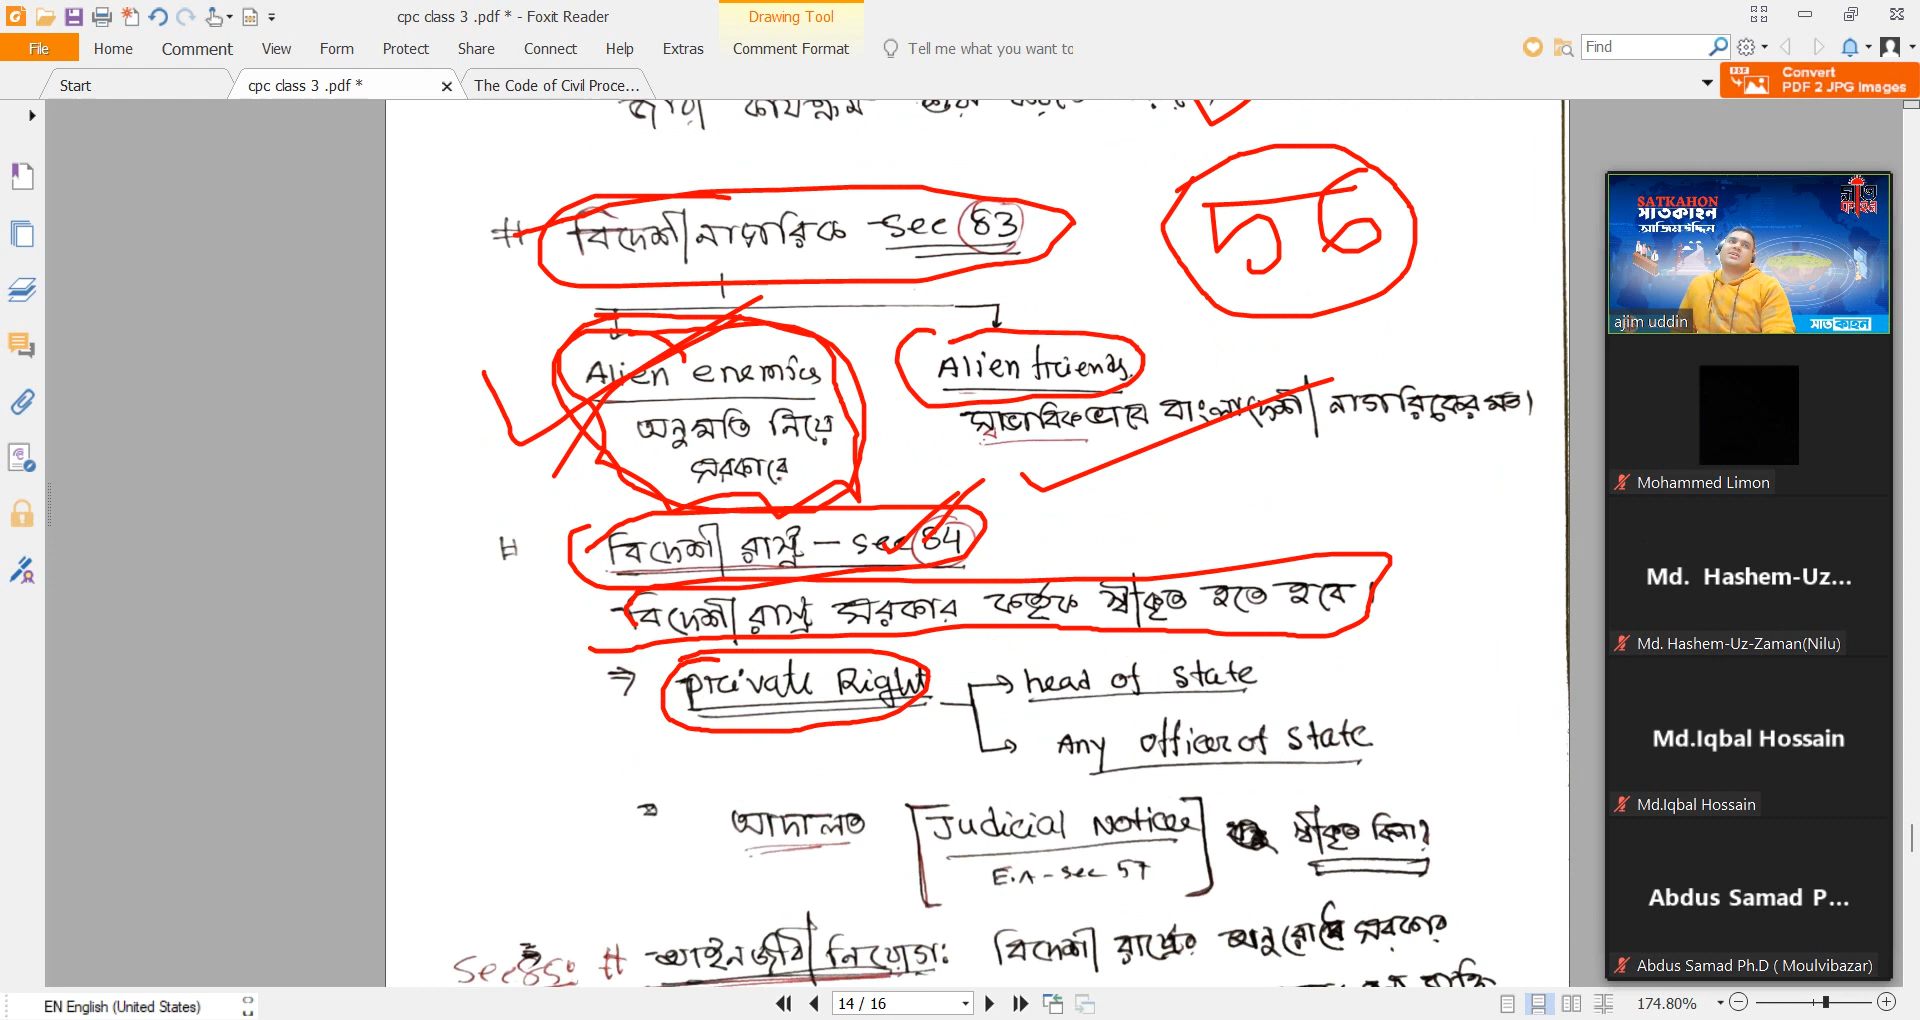 cpc class 3 .pdf * - Foxit Reader
Drawing Tool
File Home Comment View Form Protect Share Connect Help Extras Comment Format Tell me what you want to
Find
Start
cpc class 3 .pdf *
The Code of Civil Proce...
Convert
PDF 2 JPG Images
# বিদেশী নাগরিক - Sec 83
৮৬
Alien enemies
Alien friends
অনুমতি নিয়ে
সরকারে
স্বাভাবিকভাবে বাংলাদেশী নাগরিকের মত।
বিদেশী রাষ্ট্র - Sec 84
- বিদেশী রাষ্ট্র সরকার কর্তৃক স্বীকৃত হতে হবে
⇒ private Right → head of state
→ Any officer of state
আদালত [Judicial Notice
E.A - Sec 57] স্বীকৃত কিনা?
Sec 85: # আইনজীবী নিয়োগ: বিদেশী রাষ্ট্রের অনুরোধে সরকার
SATKAHON
সাতকাহন
আজিম উদ্দিন
ajim uddin
সাতকাহন
Mohammed Limon
Md. Hashem-Uz...
Md. Hashem-Uz-Zaman(Nilu)
Md.Iqbal Hossain
Md.Iqbal Hossain
Abdus Samad P...
Abdus Samad Ph.D ( Moulvibazar)
EN English (United States)
14 / 16
174.80%